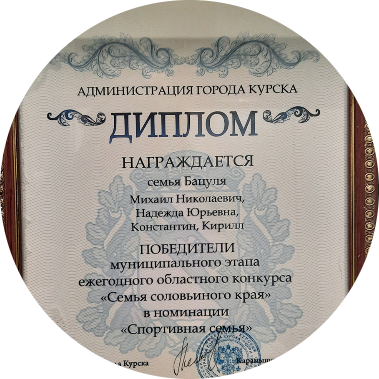 АДМИНИСТРАЦИЯ ГОРОДА КУРСКА
ДИПЛОМ
НАГРАЖДАЕТСЯ
семья Бацуля
Михаил Николаевич,
Надежда Юрьевна,
Константин, Кирилл
ПОБЕДИТЕЛИ
муниципального этапа
ежегодного областного конкурса
«Семья соловьиного края»
в номинации
«Спортивная семья»
Курска